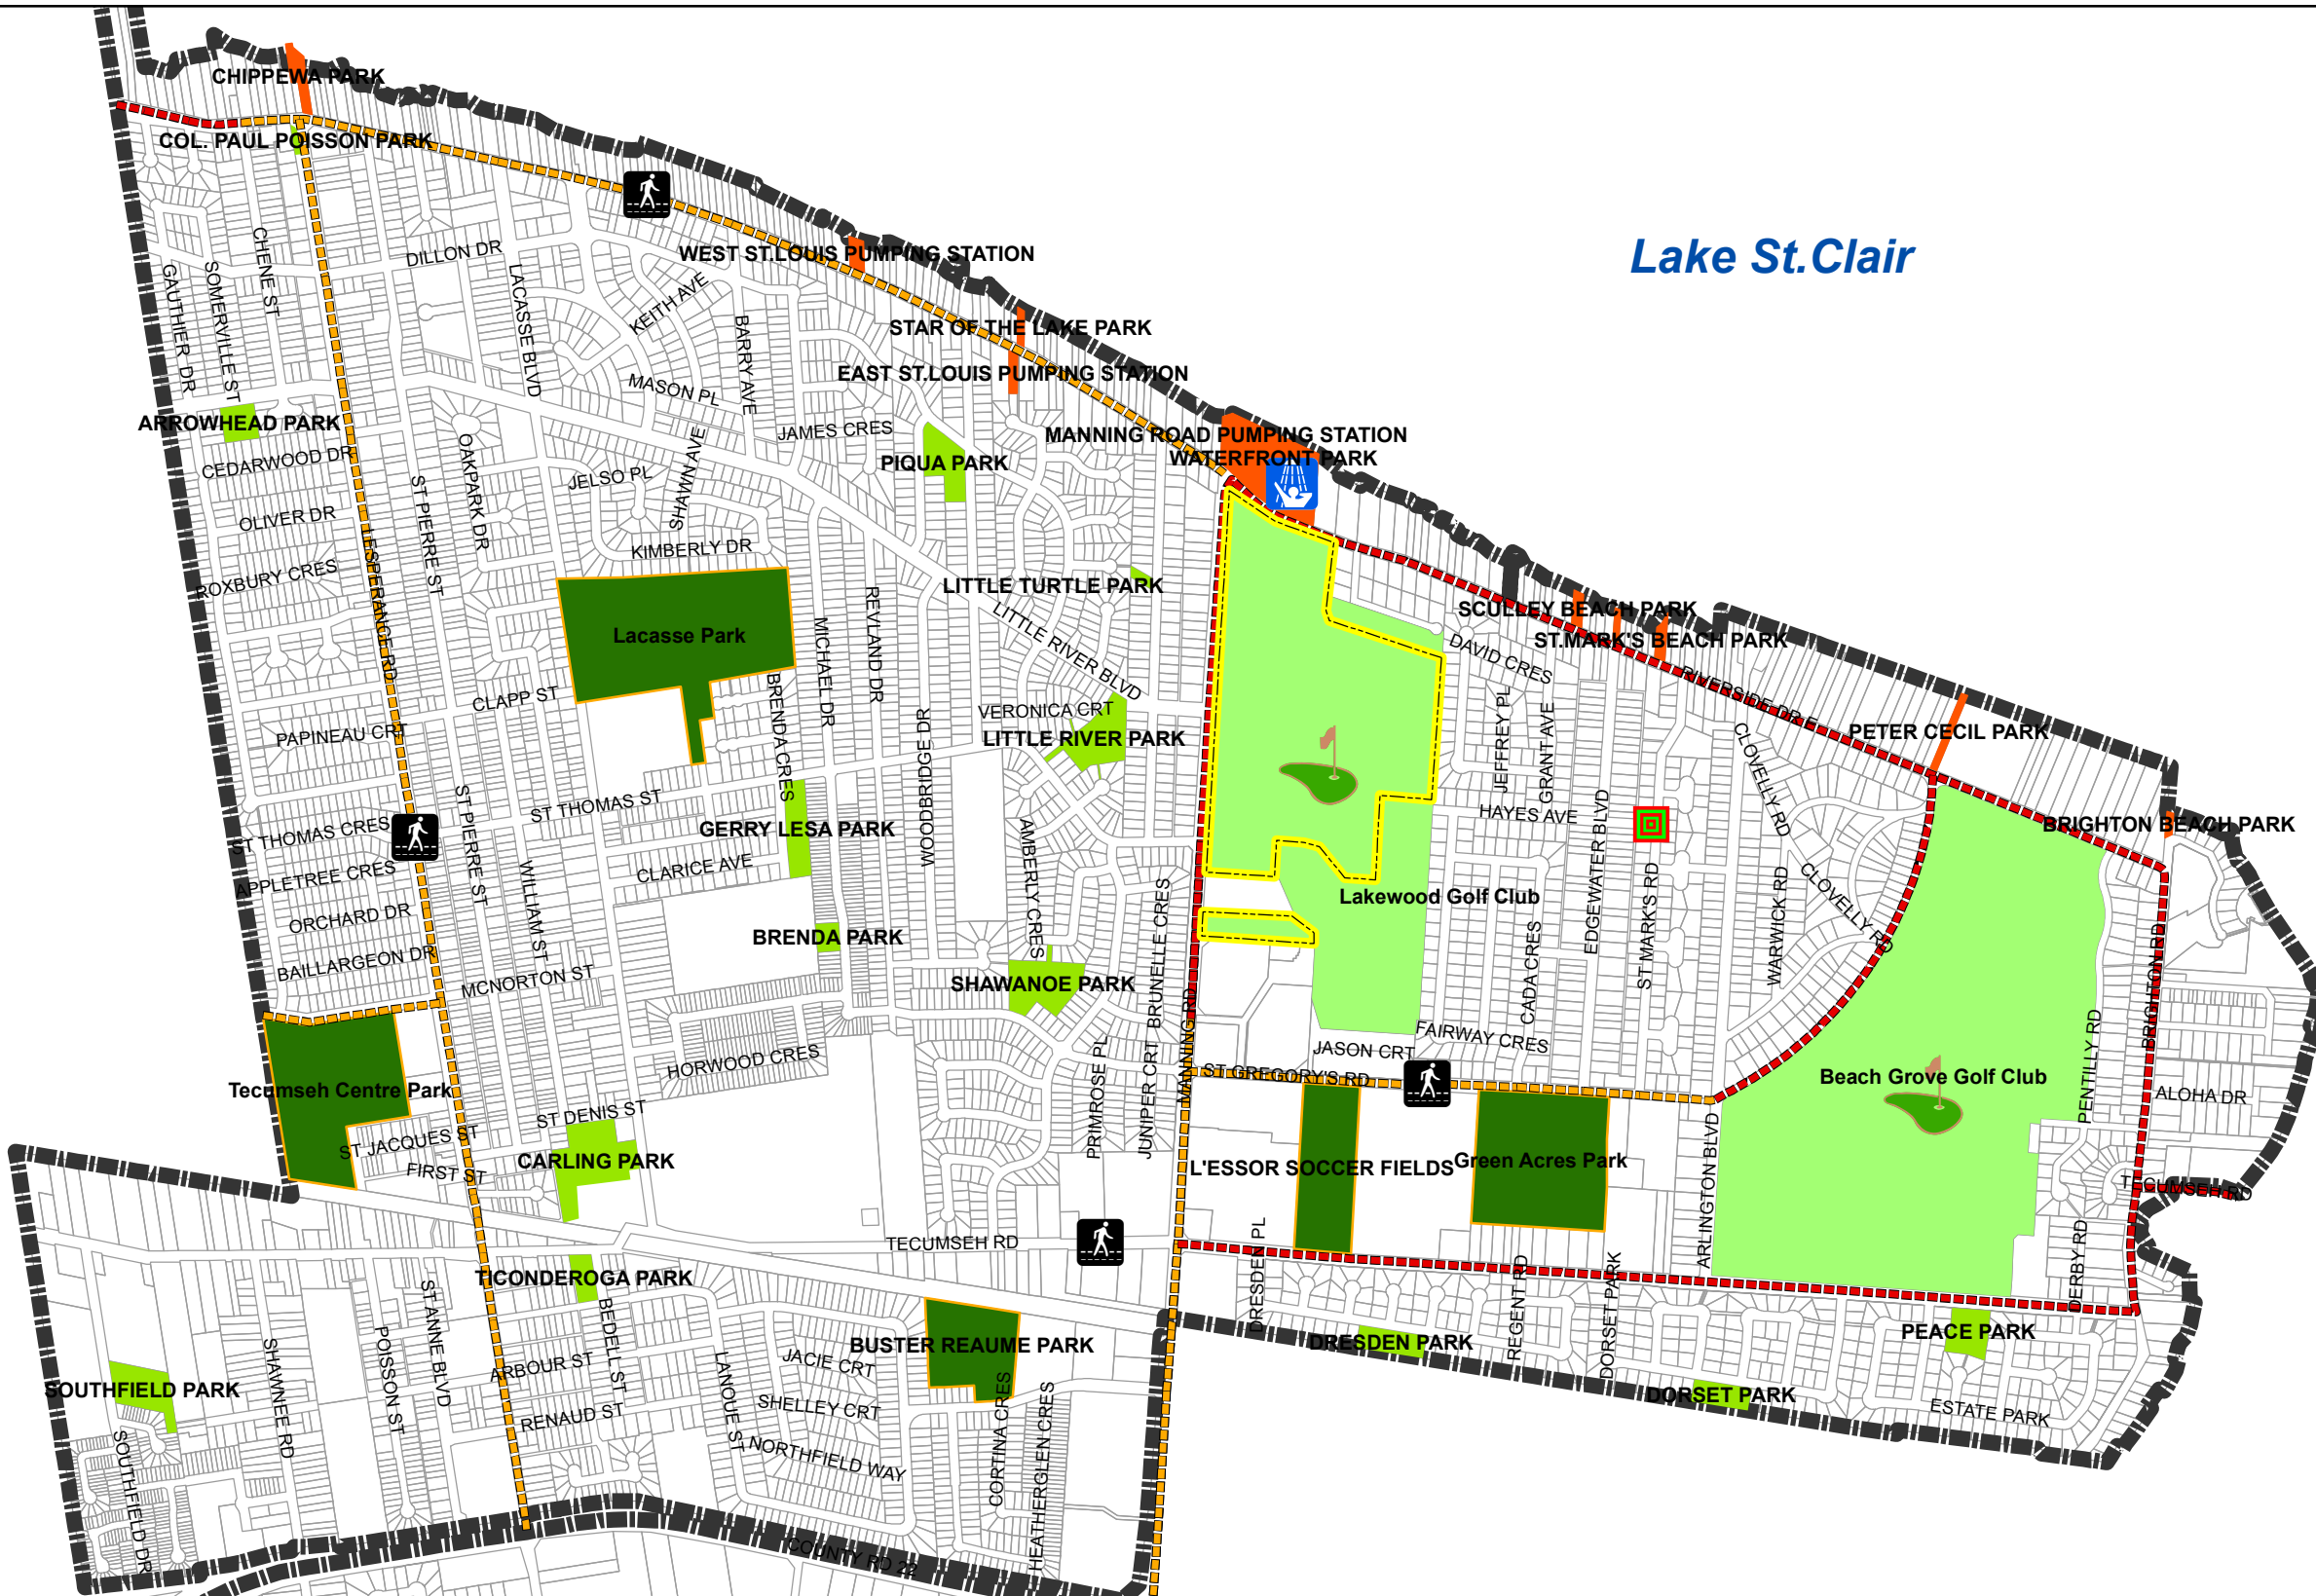 CHIPPEWA PARK
COL. PAUL POISSON PARK
Lake St.Clair
WEST ST.LOUIS PUMPING STATION
DILLON DR
CHENE ST
SOMERVILLE ST
GAUTHIER DR
LACASSE BLVD
KEITH AVE
BARRY AVE
STAR OF THE LAKE PARK
EAST ST.LOUIS PUMPING STATION
MASON PL
JAMES CRES
ARROWHEAD PARK
CEDARWOOD DR
OAKPARK DR
ST PIERRE ST
JELSO PL
SHAWN AVE
PIQUA PARK
MANNING ROAD PUMPING STATION
WATERFRONT PARK
OLIVER DR
LESPERANCE RD
ROXBURY CRES
KIMBERLY DR
LITTLE TURTLE PARK
LITTLE RIVER BLVD
REVLAND DR
MICHAEL DR
Lacasse Park
SCULLEY BEACH PARK
ST.MARK'S BEACH PARK
DAVID CRES
RIVERSIDE DR E
CLAPP ST
PAPINEAU CRT
BRENDA CRES
WOODBRIDGE DR
VERONICA CRT
LITTLE RIVER PARK
JEFFREY PL
GRANT AVE
CLOVELLY RD
PETER CECIL PARK
ST THOMAS ST
ST THOMAS CRES
ST PIERRE ST
GERRY LESA PARK
AMBERLY CRES
HAYES AVE
EDGEWATER BLVD
BRIGHTON BEACH PARK
APPLETREE CRES
CLARICE AVE
WILLIAM ST
ORCHARD DR
Lakewood Golf Club
ST MARK'S RD
WARWICK RD
CLOVELLY RD
BRENDA PARK
BAILLARGEON DR
MCNORTON ST
SHAWANOE PARK
BRUNELLE CRES
CADA CRES
BRIGHTON RD
MANNING RD
FAIRWAY CRES
JASON CRT
HORWOOD CRES
ST GREGORY'S RD
Tecumseh Centre Park
Beach Grove Golf Club
PENTILLY RD
ALOHA DR
PRIMROSE PL
JUNIPER CRT
ST DENIS ST
ST JACQUES ST
FIRST ST
CARLING PARK
L'ESSOR SOCCER FIELDS
Green Acres Park
ARLINGTON BLVD
TECUMSEH RD
TECUMSEH RD
DRESDEN PL
REGENT RD
DORSET PARK
DERBY RD
TICONDEROGA PARK
BEDELL ST
ST ANNE BLVD
POISSON ST
SHAWNEE RD
BUSTER REAUME PARK
DRESDEN PARK
PEACE PARK
ARBOUR ST
LANOUE ST
JACIE CRT
SOUTHFIELD PARK
SHELLEY CRT
CORTINA CRES
HEATHERGLEN CRES
DORSET PARK
ESTATE PARK
RENAUD ST
NORTHFIELD WAY
SOUTHFIELD DR
COUNTY RD 22